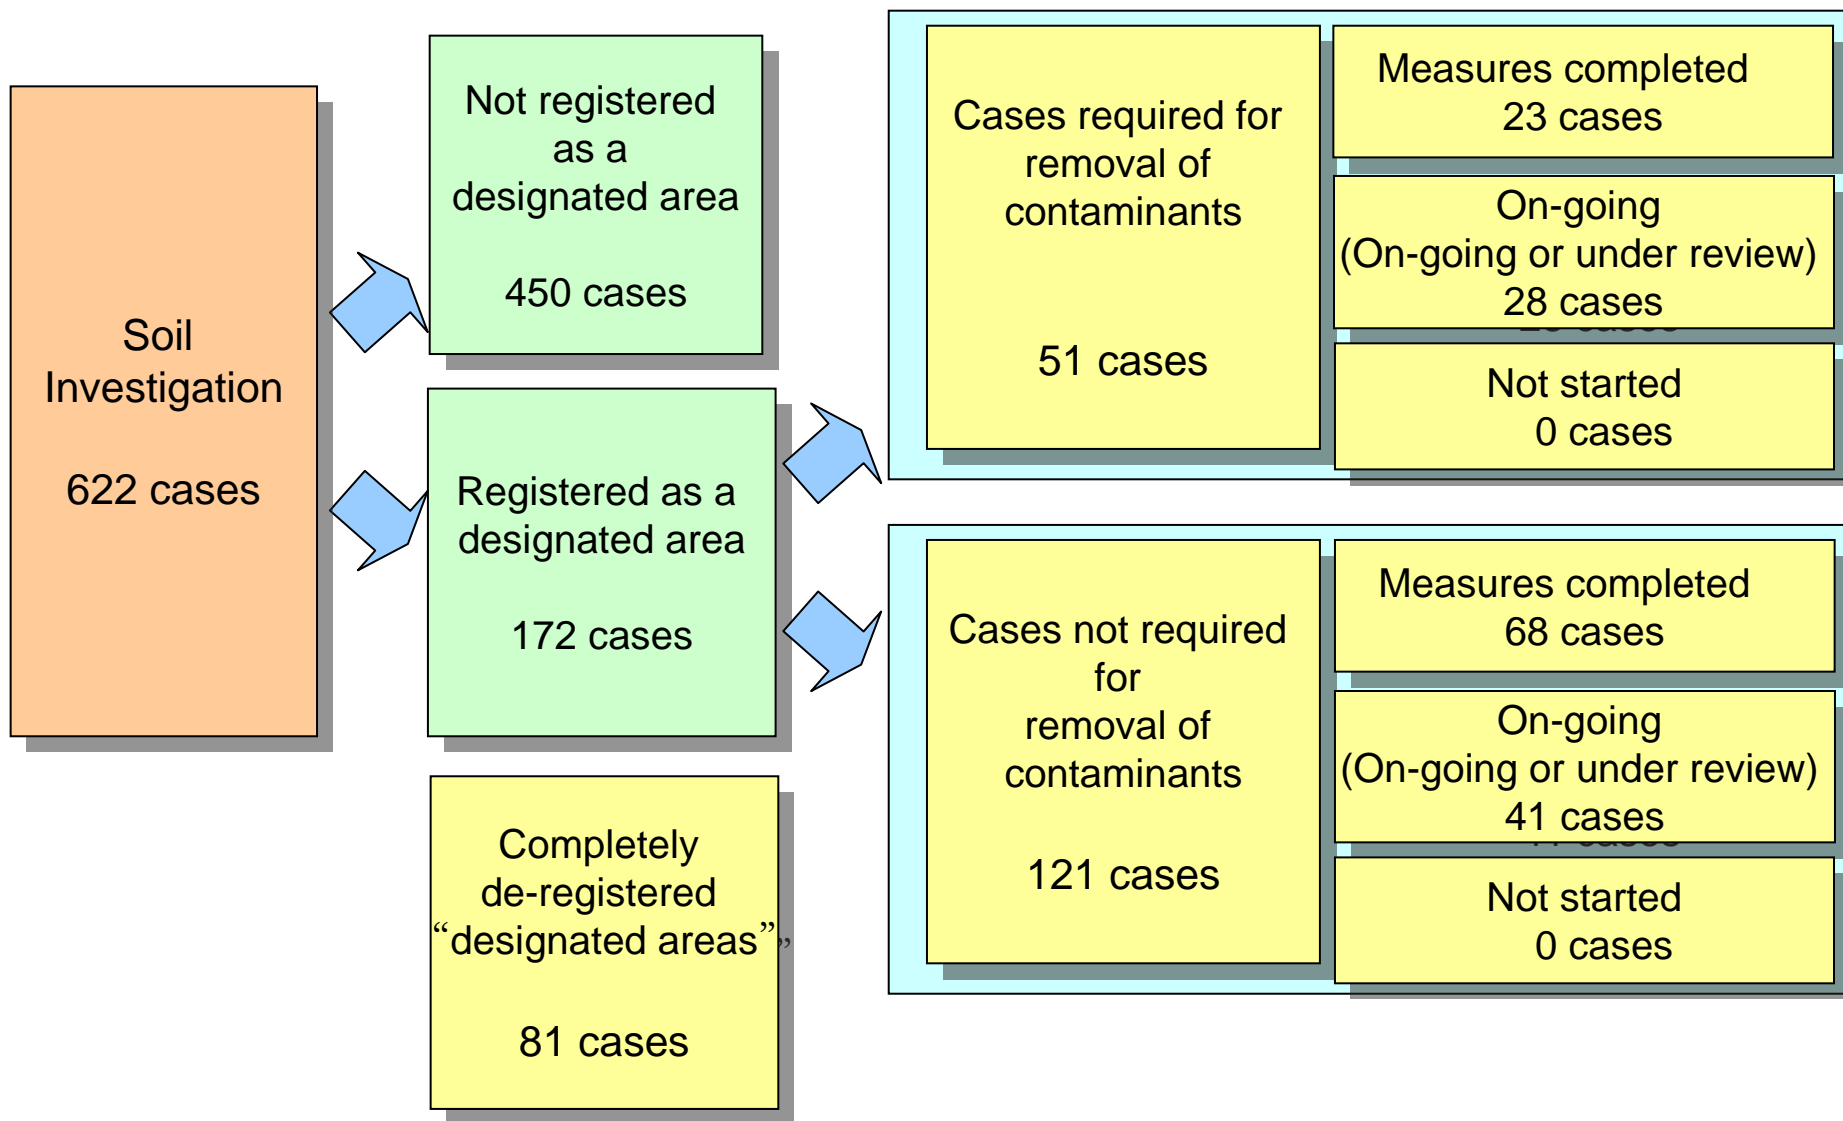 Soil
Investigation
622 cases
Not registered
as a
designated area
450 cases
Registered as a
designated area
172 cases
Completely
de-registered
“designated areas”
81 cases
Cases required for
removal of
contaminants
51 cases
Measures completed
23 cases
On-going
(On-going or under review)
28 cases
Not started
0 cases
Cases not required
for
removal of
contaminants
121 cases
Measures completed
68 cases
On-going
(On-going or under review)
41 cases
Not started
0 cases